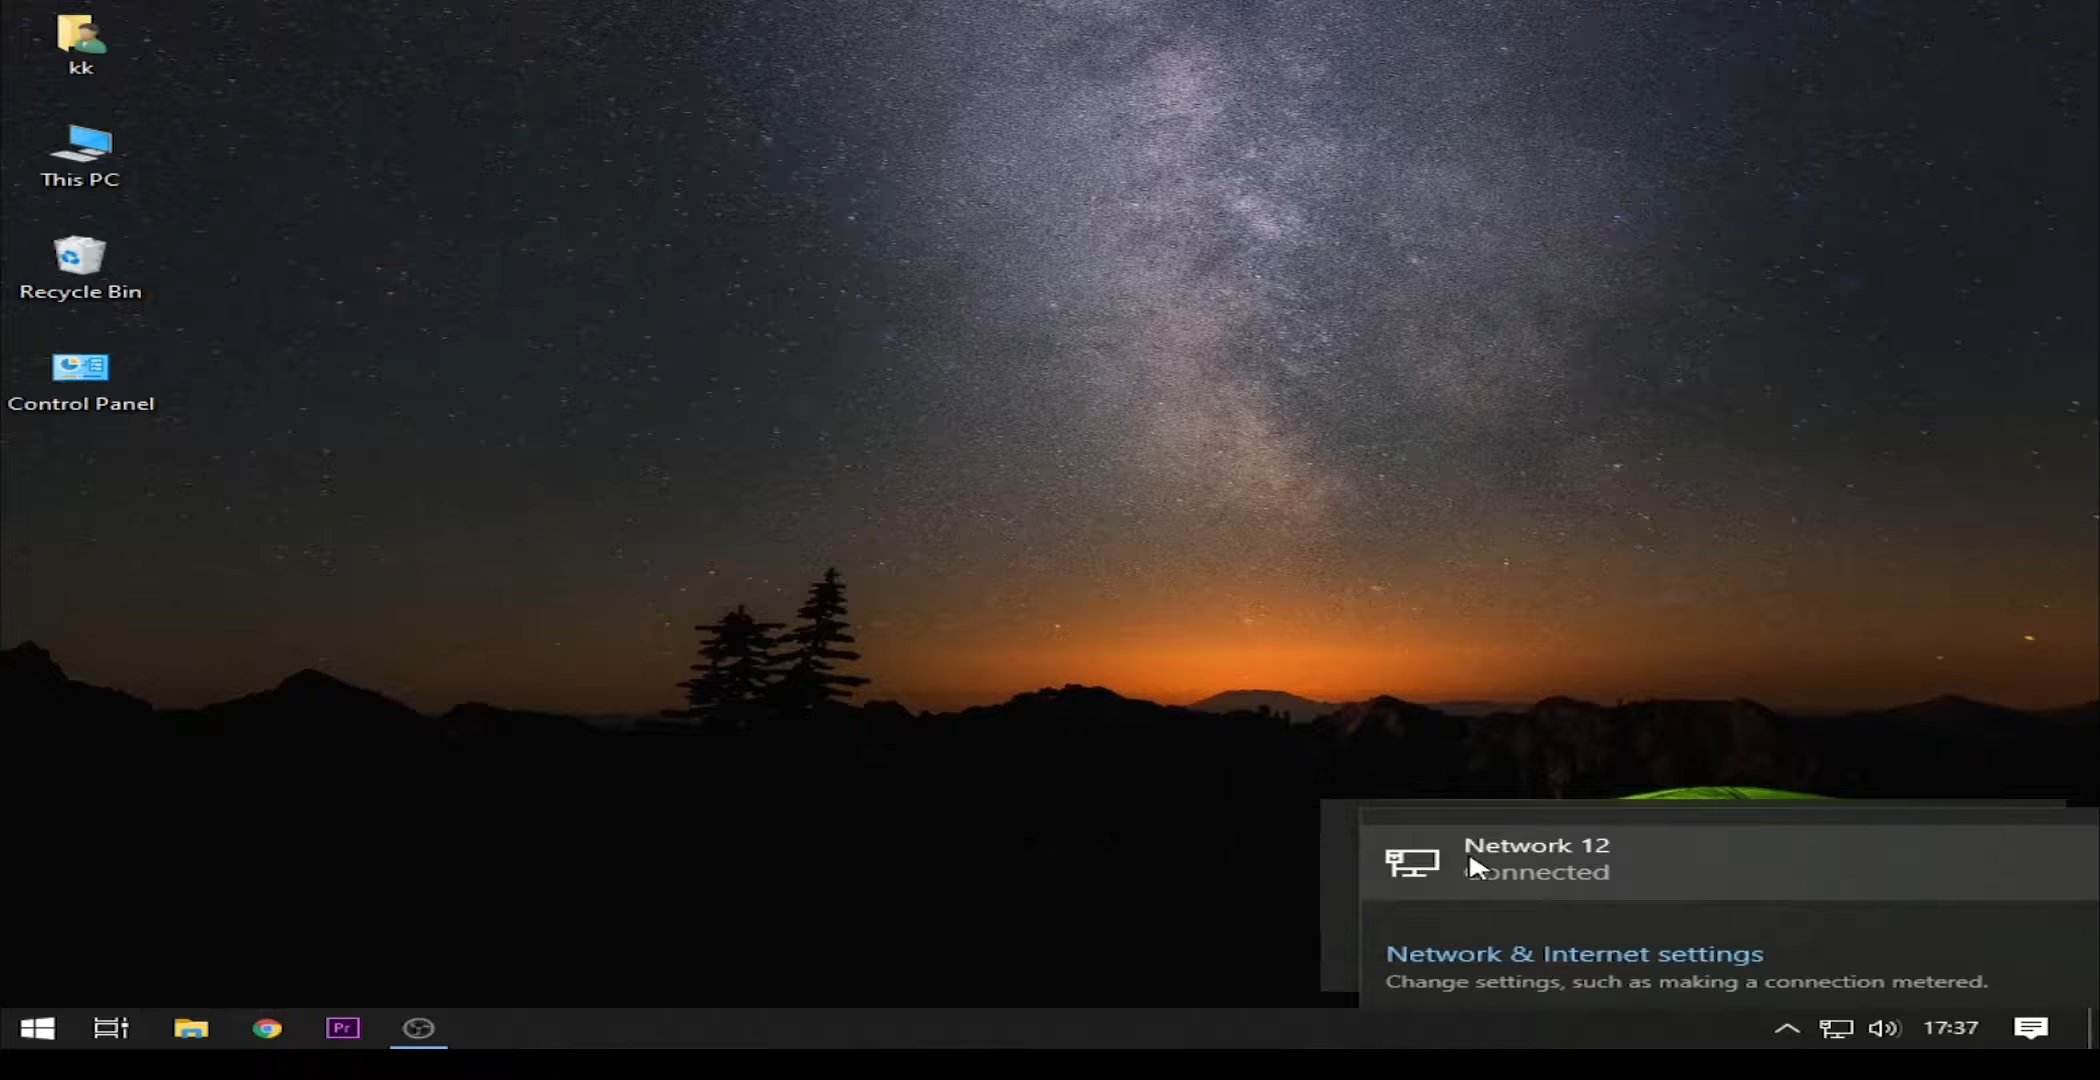 kk
This PC
Recycle Bin
Control Panel
Network 12
Connected
Network & Internet settings
Change settings, such as making a connection metered.
Pr
17:37